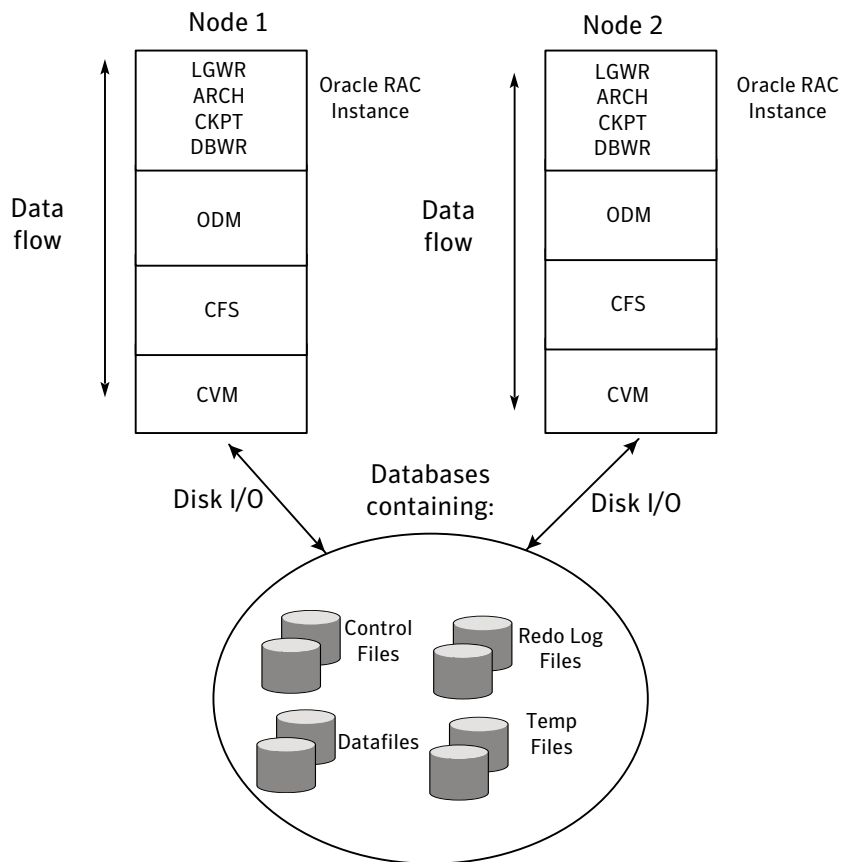 Node 1
LGWR
ARCH
CKPT
DBWR
Oracle RAC
Instance
Data
flow
ODM
CFS
CVM
Node 2
LGWR
ARCH
CKPT
DBWR
Oracle RAC
Instance
Data
flow
ODM
CFS
CVM
Disk I/O
Databases
containing:
Disk I/O
Control
Files
Redo Log
Files
Datafiles
Temp
Files